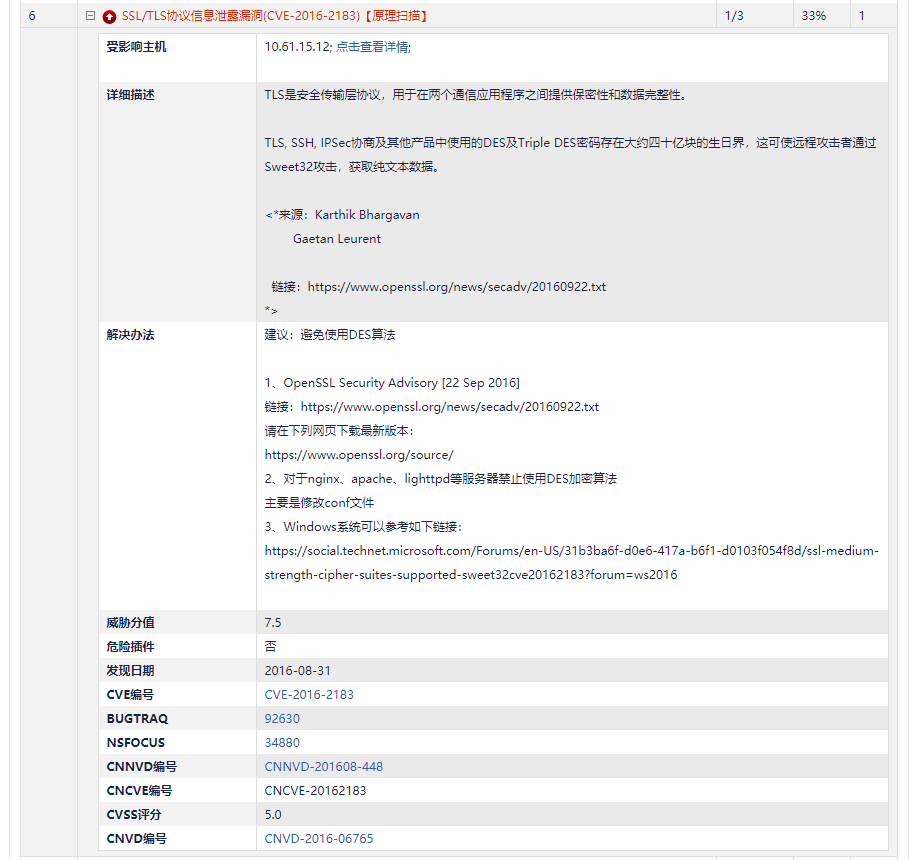 6 SSL/TLS协议信息泄露漏洞(CVE-2016-2183)【原理扫描】 1/3 33% 1
受影响主机 10.61.15.12; 点击查看详情;
详细描述 TLS是安全传输层协议，用于在两个通信应用程序之间提供保密性和数据完整性。
TLS, SSH, IPSec协商及其他产品中使用的DES及Triple DES密码存在大约四十亿块的生日界，这可使远程攻击者通过
Sweet32攻击，获取纯文本数据。
<*来源：Karthik Bhargavan
Gaetan Leurent
链接：https://www.openssl.org/news/secadv/20160922.txt
*>
解决办法 建议：避免使用DES算法
1、OpenSSL Security Advisory [22 Sep 2016]
链接：https://www.openssl.org/news/secadv/20160922.txt
请在下列网页下载最新版本：
https://www.openssl.org/source/
2、对于nginx、apache、lighttpd等服务器禁止使用DES加密算法
主要是修改conf文件
3、Windows系统可以参考如下链接：
https://social.technet.microsoft.com/Forums/en-US/31b3ba6f-d0e6-417a-b6f1-d0103f054f8d/ssl-medium-
strength-cipher-suites-supported-sweet32cve20162183?forum=ws2016
威胁分值 7.5
危险插件 否
发现日期 2016-08-31
CVE编号 CVE-2016-2183
BUGTRAQ 92630
NSFOCUS 34880
CNNVD编号 CNNVD-201608-448
CNCVE编号 CNCVE-20162183
CVSS评分 5.0
CNVD编号 CNVD-2016-06765